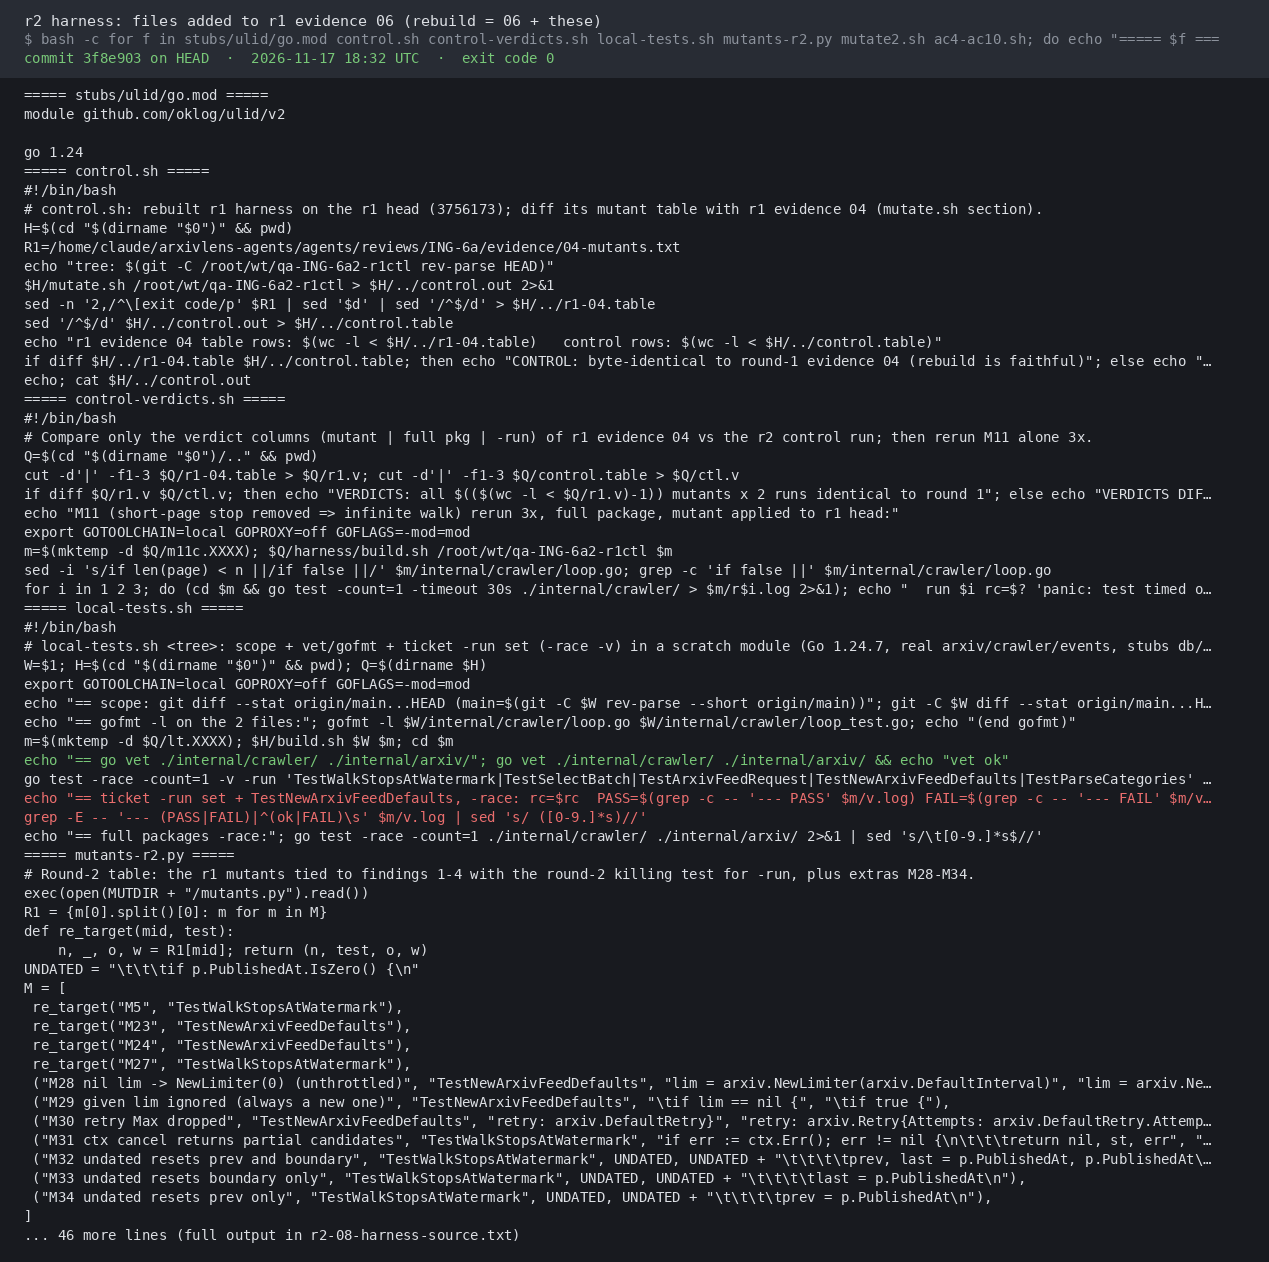 r2 harness: files added to r1 evidence 06 (rebuild = 06 + these)
$ bash -c for f in stubs/ulid/go.mod control.sh control-verdicts.sh local-tests.sh mutants-r2.py mutate2.sh ac4-ac10.sh; do echo "===== $f ===
commit 3f8e903 on HEAD  ·  2026-11-17 18:32 UTC  ·  exit code 0
===== stubs/ulid/go.mod =====
module github.com/oklog/ulid/v2

go 1.24
===== control.sh =====
#!/bin/bash
# control.sh: rebuilt r1 harness on the r1 head (3756173); diff its mutant table with r1 evidence 04 (mutate.sh section).
H=$(cd "$(dirname "$0")" && pwd)
R1=/home/claude/arxivlens-agents/agents/reviews/ING-6a/evidence/04-mutants.txt
echo "tree: $(git -C /root/wt/qa-ING-6a2-r1ctl rev-parse HEAD)"
$H/mutate.sh /root/wt/qa-ING-6a2-r1ctl > $H/../control.out 2>&1
sed -n '2,/^\[exit code/p' $R1 | sed '$d' | sed '/^$/d' > $H/../r1-04.table
sed '/^$/d' $H/../control.out > $H/../control.table
echo "r1 evidence 04 table rows: $(wc -l < $H/../r1-04.table)   control rows: $(wc -l < $H/../control.table)"
if diff $H/../r1-04.table $H/../control.table; then echo "CONTROL: byte-identical to round-1 evidence 04 (rebuild is faithful)"; else echo "…
echo; cat $H/../control.out
===== control-verdicts.sh =====
#!/bin/bash
# Compare only the verdict columns (mutant | full pkg | -run) of r1 evidence 04 vs the r2 control run; then rerun M11 alone 3x.
Q=$(cd "$(dirname "$0")/.." && pwd)
cut -d'|' -f1-3 $Q/r1-04.table > $Q/r1.v; cut -d'|' -f1-3 $Q/control.table > $Q/ctl.v
if diff $Q/r1.v $Q/ctl.v; then echo "VERDICTS: all $(($(wc -l < $Q/r1.v)-1)) mutants x 2 runs identical to round 1"; else echo "VERDICTS DIF…
echo "M11 (short-page stop removed => infinite walk) rerun 3x, full package, mutant applied to r1 head:"
export GOTOOLCHAIN=local GOPROXY=off GOFLAGS=-mod=mod
m=$(mktemp -d $Q/m11c.XXXX); $Q/harness/build.sh /root/wt/qa-ING-6a2-r1ctl $m
sed -i 's/if len(page) < n ||/if false ||/' $m/internal/crawler/loop.go; grep -c 'if false ||' $m/internal/crawler/loop.go
for i in 1 2 3; do (cd $m && go test -count=1 -timeout 30s ./internal/crawler/ > $m/r$i.log 2>&1); echo "  run $i rc=$? 'panic: test timed o…
===== local-tests.sh =====
#!/bin/bash
# local-tests.sh <tree>: scope + vet/gofmt + ticket -run set (-race -v) in a scratch module (Go 1.24.7, real arxiv/crawler/events, stubs db/…
W=$1; H=$(cd "$(dirname "$0")" && pwd); Q=$(dirname $H)
export GOTOOLCHAIN=local GOPROXY=off GOFLAGS=-mod=mod
echo "== scope: git diff --stat origin/main...HEAD (main=$(git -C $W rev-parse --short origin/main))"; git -C $W diff --stat origin/main...H…
echo "== gofmt -l on the 2 files:"; gofmt -l $W/internal/crawler/loop.go $W/internal/crawler/loop_test.go; echo "(end gofmt)"
m=$(mktemp -d $Q/lt.XXXX); $H/build.sh $W $m; cd $m
echo "== go vet ./internal/crawler/ ./internal/arxiv/"; go vet ./internal/crawler/ ./internal/arxiv/ && echo "vet ok"
go test -race -count=1 -v -run 'TestWalkStopsAtWatermark|TestSelectBatch|TestArxivFeedRequest|TestNewArxivFeedDefaults|TestParseCategories' …
echo "== ticket -run set + TestNewArxivFeedDefaults, -race: rc=$rc  PASS=$(grep -c -- '--- PASS' $m/v.log) FAIL=$(grep -c -- '--- FAIL' $m/v…
grep -E -- '--- (PASS|FAIL)|^(ok|FAIL)\s' $m/v.log | sed 's/ ([0-9.]*s)//'
echo "== full packages -race:"; go test -race -count=1 ./internal/crawler/ ./internal/arxiv/ 2>&1 | sed 's/\t[0-9.]*s$//'
===== mutants-r2.py =====
# Round-2 table: the r1 mutants tied to findings 1-4 with the round-2 killing test for -run, plus extras M28-M34.
exec(open(MUTDIR + "/mutants.py").read())
R1 = {m[0].split()[0]: m for m in M}
def re_target(mid, test):
    n, _, o, w = R1[mid]; return (n, test, o, w)
UNDATED = "\t\t\tif p.PublishedAt.IsZero() {\n"
M = [
 re_target("M5", "TestWalkStopsAtWatermark"),
 re_target("M23", "TestNewArxivFeedDefaults"),
 re_target("M24", "TestNewArxivFeedDefaults"),
 re_target("M27", "TestWalkStopsAtWatermark"),
 ("M28 nil lim -> NewLimiter(0) (unthrottled)", "TestNewArxivFeedDefaults", "lim = arxiv.NewLimiter(arxiv.DefaultInterval)", "lim = arxiv.Ne…
 ("M29 given lim ignored (always a new one)", "TestNewArxivFeedDefaults", "\tif lim == nil {", "\tif true {"),
 ("M30 retry Max dropped", "TestNewArxivFeedDefaults", "retry: arxiv.DefaultRetry}", "retry: arxiv.Retry{Attempts: arxiv.DefaultRetry.Attemp…
 ("M31 ctx cancel returns partial candidates", "TestWalkStopsAtWatermark", "if err := ctx.Err(); err != nil {\n\t\t\treturn nil, st, err", "…
 ("M32 undated resets prev and boundary", "TestWalkStopsAtWatermark", UNDATED, UNDATED + "\t\t\t\tprev, last = p.PublishedAt, p.PublishedAt\…
 ("M33 undated resets boundary only", "TestWalkStopsAtWatermark", UNDATED, UNDATED + "\t\t\t\tlast = p.PublishedAt\n"),
 ("M34 undated resets prev only", "TestWalkStopsAtWatermark", UNDATED, UNDATED + "\t\t\t\tprev = p.PublishedAt\n"),
]
... 46 more lines (full output in r2-08-harness-source.txt)